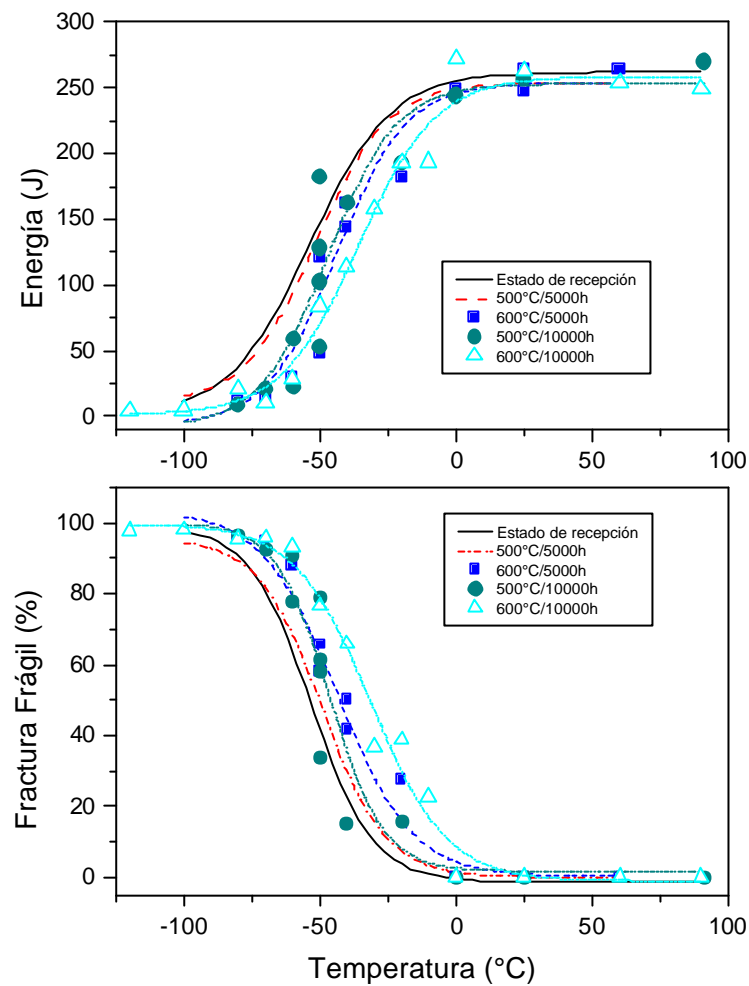 300
250
200
150
100
50
0
Energía (J)
Estado de recepción
500°C/5000h
600°C/5000h
500°C/10000h
600°C/10000h
-100
-50
0
50
100
100
80
60
40
20
0
Fractura Frágil (%)
Estado de recepción
500°C/5000h
600°C/5000h
500°C/10000h
600°C/10000h
-100
-50
0
50
100
Temperatura (°C)